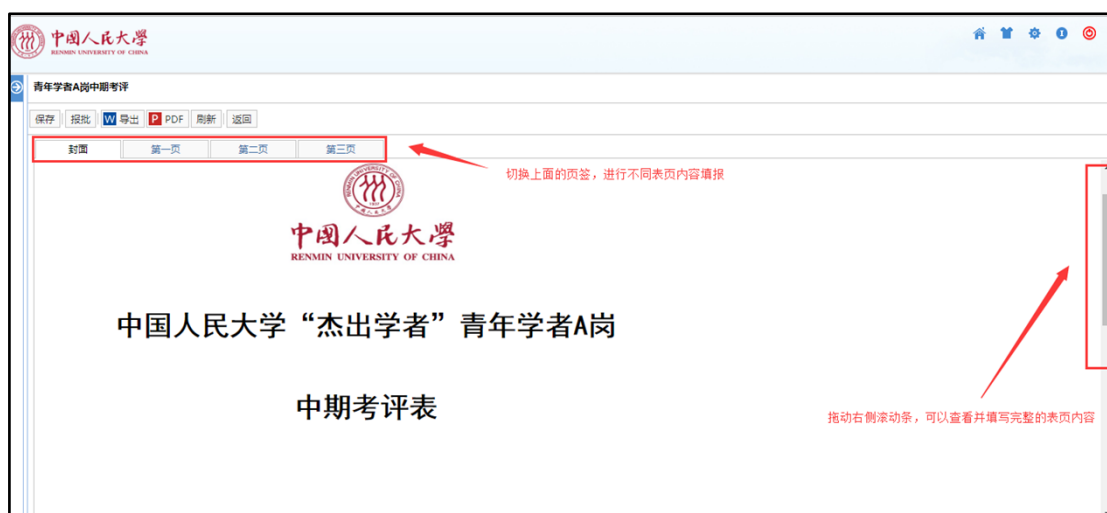 中国人民大学
RENMIN UNIVERSITY OF CHINA
青年学者A岗中期考评
保存 报批 W 导出 P PDF 刷新 返回
封面 第一页 第二页 第三页
切换上面的页签，进行不同表页内容填报
中国人民大学
RENMIN UNIVERSITY OF CHINA
中国人民大学“杰出学者”青年学者A岗
中期考评表
拖动右侧滚动条，可以查看并填写完整的表页内容